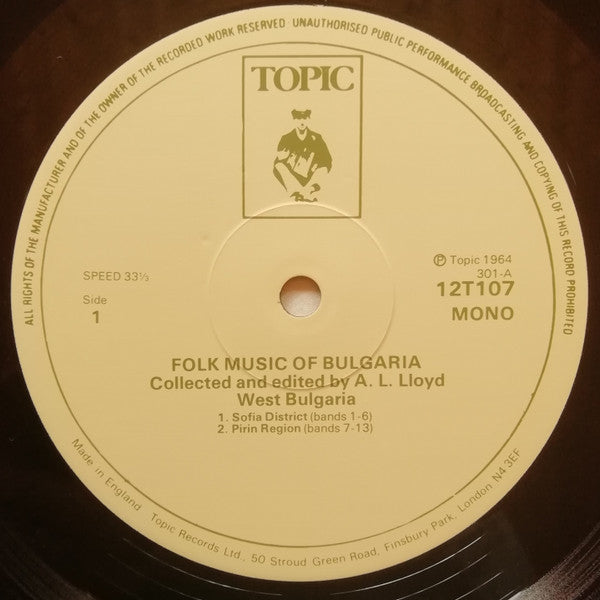 ALL RIGHTS OF THE MANUFACTURER AND OF THE OWNER OF THE RECORDED WORK RESERVED UNAUTHORISED PUBLIC PERFORMANCE BROADCASTING AND COPYING OF THIS RECORD PROHIBITED
TOPIC
SPEED 33⅓
Side
1
Ⓟ Topic 1964
301-A
12T107
MONO
FOLK MUSIC OF BULGARIA
Collected and edited by A. L. Lloyd
West Bulgaria
1. Sofia District (bands 1-6)
2. Pirin Region (bands 7-13)
Made in England Topic Records Ltd., 50 Stroud Green Road, Finsbury Park, London N4 3EF